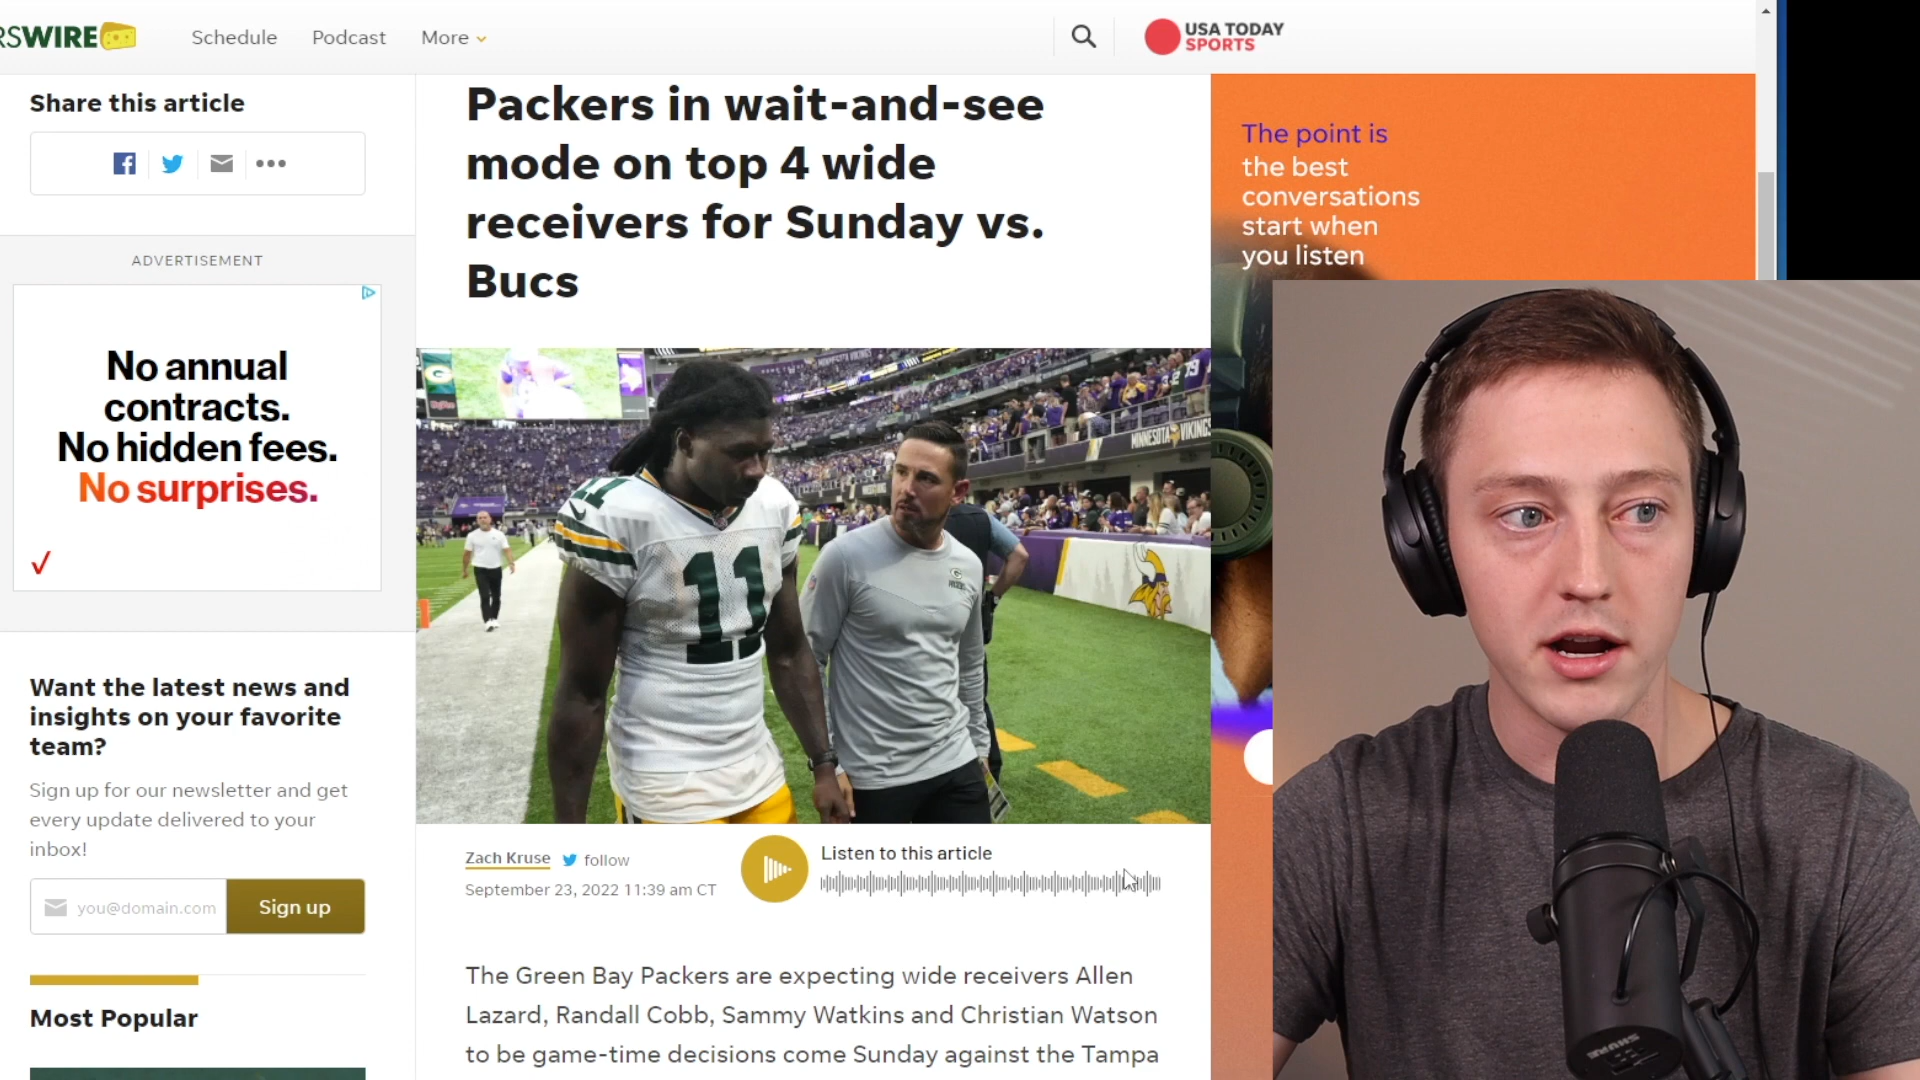 RSWIRE
Schedule
Podcast
More
USA TODAY
SPORTS
Share this article
ADVERTISEMENT
No annual
contracts.
No hidden fees.
No surprises.
Want the latest news and
insights on your favorite
team?
Sign up for our newsletter and get
every update delivered to your
inbox!
you@domain.com
Sign up
Most Popular
Packers in wait-and-see
mode on top 4 wide
receivers for Sunday vs.
Bucs
MINNESOTA VIKINGS
11
11
Zach Kruse
follow
September 23, 2022 11:39 am CT
Listen to this article
The Green Bay Packers are expecting wide receivers Allen
Lazard, Randall Cobb, Sammy Watkins and Christian Watson
to be game-time decisions come Sunday against the Tampa
The point is
the best
conversations
start when
you listen
SHURE